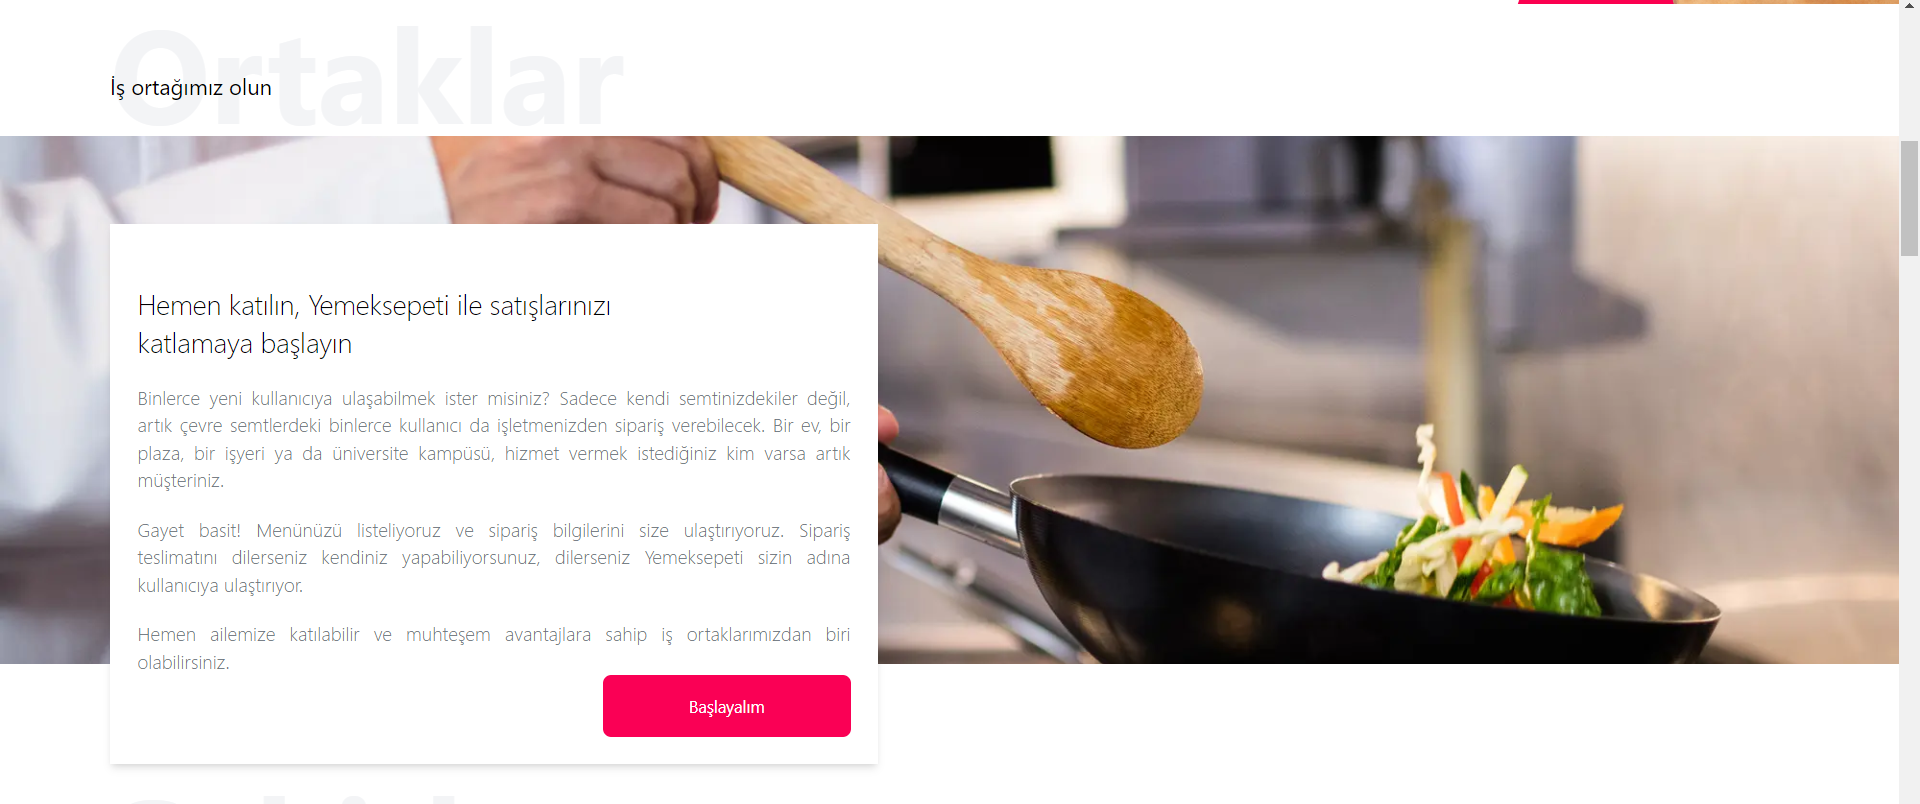 Ortaklar
İş ortağımız olun
Hemen katılın, Yemeksepeti ile satışlarınızı
katlamaya başlayın
Binlerce yeni kullanıcıya ulaşabilmek ister misiniz? Sadece kendi semtinizdekiler değil,
artık çevre semtlerdeki binlerce kullanıcı da işletmenizden sipariş verebilecek. Bir ev, bir
plaza, bir işyeri ya da üniversite kampüsü, hizmet vermek istediğiniz kim varsa artık
müşteriniz.
Gayet basit! Menünüzü listeliyoruz ve sipariş bilgilerini size ulaştırıyoruz. Sipariş
teslimatını dilerseniz kendiniz yapabiliyorsunuz, dilerseniz Yemeksepeti sizin adına
kullanıcıya ulaştırıyor.
Hemen ailemize katılabilir ve muhteşem avantajlara sahip iş ortaklarımızdan biri
olabilirsiniz.
Başlayalım